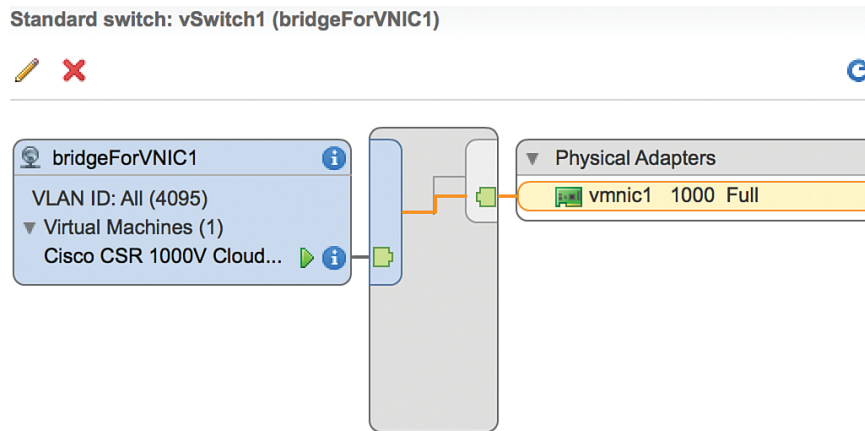 Standard switch: vSwitch1 (bridgeForVNIC1)
bridgeForVNIC1
VLAN ID: All (4095)
Virtual Machines (1)
Cisco CSR 1000V Cloud...
Physical Adapters
vmnic1 1000 Full